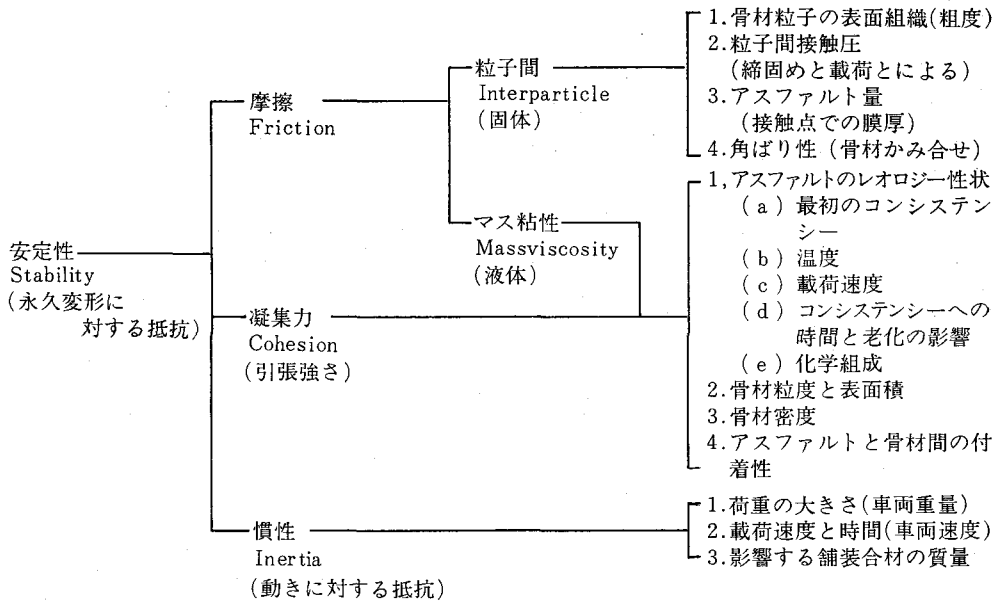 安定性
Stability
(永久変形に
対する抵抗)
摩擦
Friction
粒子間
Interparticle
(固体)
1.骨材粒子の表面組織(粗度)
2.粒子間接触圧
(締固めと載荷とによる)
3.アスファルト量
(接触点での膜厚)
4.角ばり性(骨材かみ合せ)
マス粘性
Massviscosity
(液体)
凝集力
Cohesion
(引張強さ)
1,アスファルトのレオロジー性状
(a) 最初のコンシステン
シー
(b) 温度
(c) 載荷速度
(d) コンシステンシーへの
時間と老化の影響
(e) 化学組成
2.骨材粒度と表面積
3.骨材密度
4.アスファルトと骨材間の付
着性
慣性
Inertia
(動きに対する抵抗)
1.荷重の大きさ(車両重量)
2.載荷速度と時間(車両速度)
3.影響する舗装合材の質量